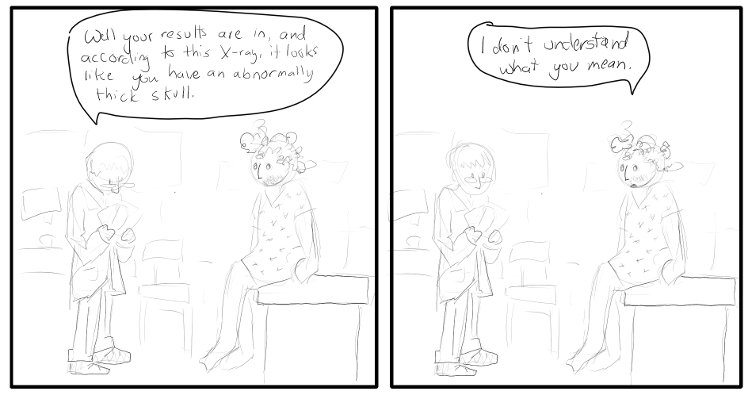 Well your results are in, and
according to this X-ray, it looks
like you have an abnormally
thick skull.
I don't understand
what you mean.